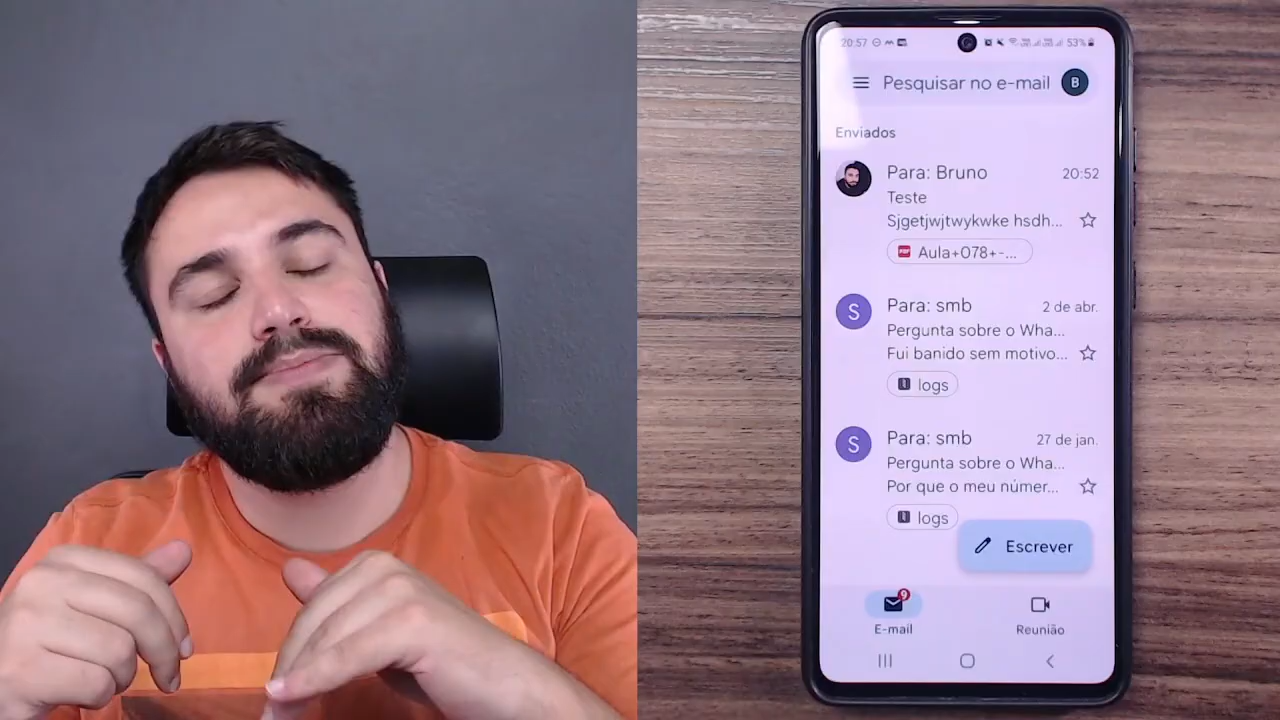 20:57
53%
Pesquisar no e-mail
B
Enviados
Para: Bruno
20:52
Teste
Sjgetjwjtwykwke hsdh...
PDF
Aula+078+-...
S
Para: smb
2 de abr.
Pergunta sobre o Wha...
Fui banido sem motivo...
logs
S
Para: smb
27 de jan.
Pergunta sobre o Wha...
Por que o meu númer...
logs
Escrever
9
E-mail
Reunião